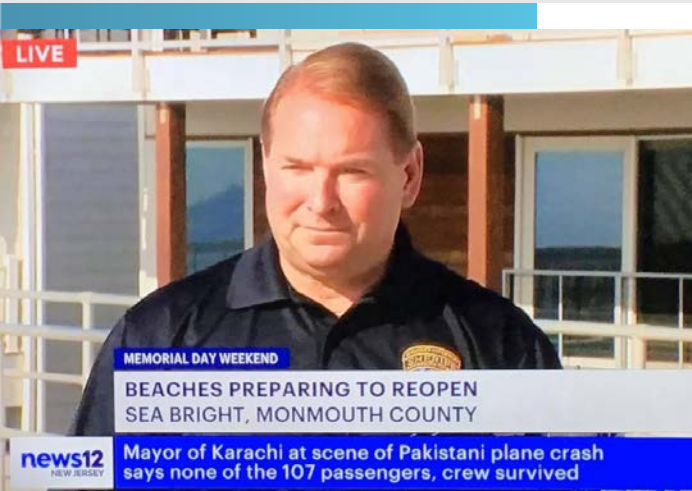 LIVE
SHERIFF
MEMORIAL DAY WEEKEND
BEACHES PREPARING TO REOPEN
SEA BRIGHT, MONMOUTH COUNTY
news12
NEW JERSEY
Mayor of Karachi at scene of Pakistani plane crash
says none of the 107 passengers, crew survived